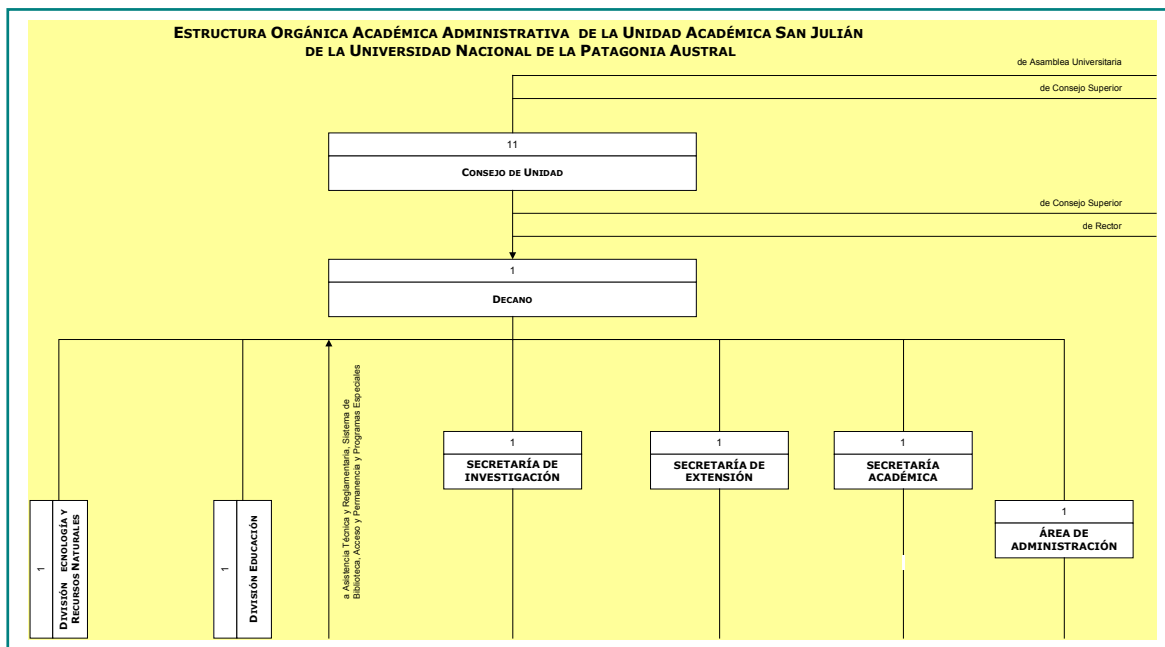 ESTRUCTURA ORGÁNICA ACADÉMICA ADMINISTRATIVA DE LA UNIDAD ACADÉMICA SAN JULIÁN
DE LA UNIVERSIDAD NACIONAL DE LA PATAGONIA AUSTRAL
de Asamblea Universitaria
de Consejo Superior
11
CONSEJO DE UNIDAD
de Consejo Superior
de Rector
1
DECANO
1
DIVISIÓN ECNOLOGÍA Y
RECURSOS NATURALES
1
DIVISIÓN EDUCACIÓN
a Asistencia Técnica y Reglamentaria, Sistema de
Biblioteca, Acceso y Permanencia y Programas Especiales
1
SECRETARÍA DE
INVESTIGACIÓN
1
SECRETARÍA DE
EXTENSIÓN
1
SECRETARÍA
ACADÉMICA
1
ÁREA DE
ADMINISTRACIÓN